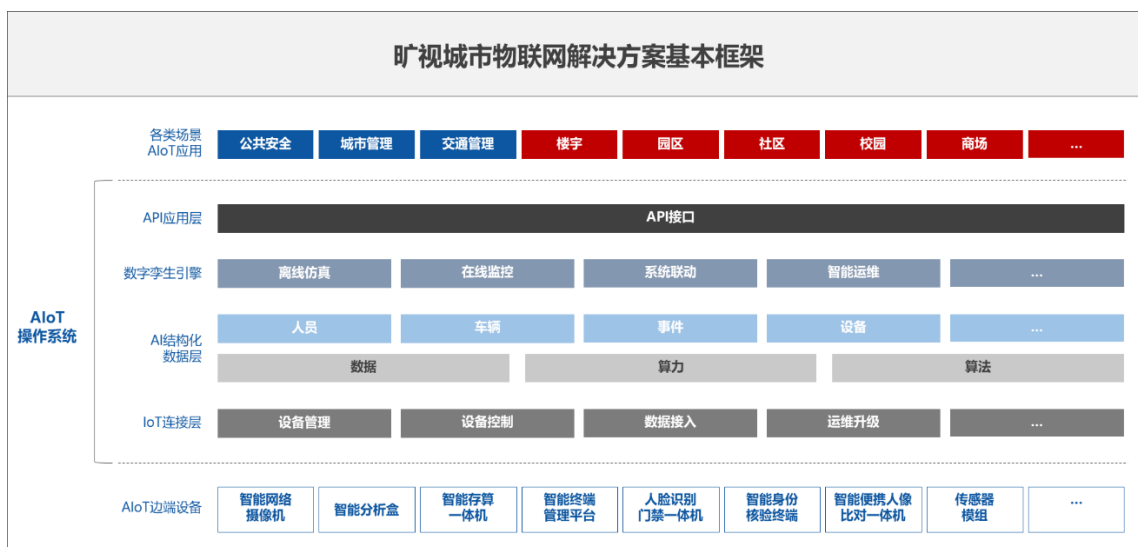 旷视城市物联网解决方案基本框架
各类场景
AIoT应用
公共安全 城市管理 交通管理 楼宇 园区 社区 校园 商场 ...
API应用层
API接口
数字孪生引擎
离线仿真 在线监控 系统联动 智能运维 ...
AIoT
操作系统
AI结构化
数据层
人员 车辆 事件 设备 ...
数据 算力 算法
IoT连接层
设备管理 设备控制 数据接入 运维升级 ...
AIoT边端设备
智能网络
摄像机
智能分析盒
智能存算
一体机
智能终端
管理平台
人脸识别
门禁一体机
智能身份
核验终端
智能便携人像
比对一体机
传感器
模组
...